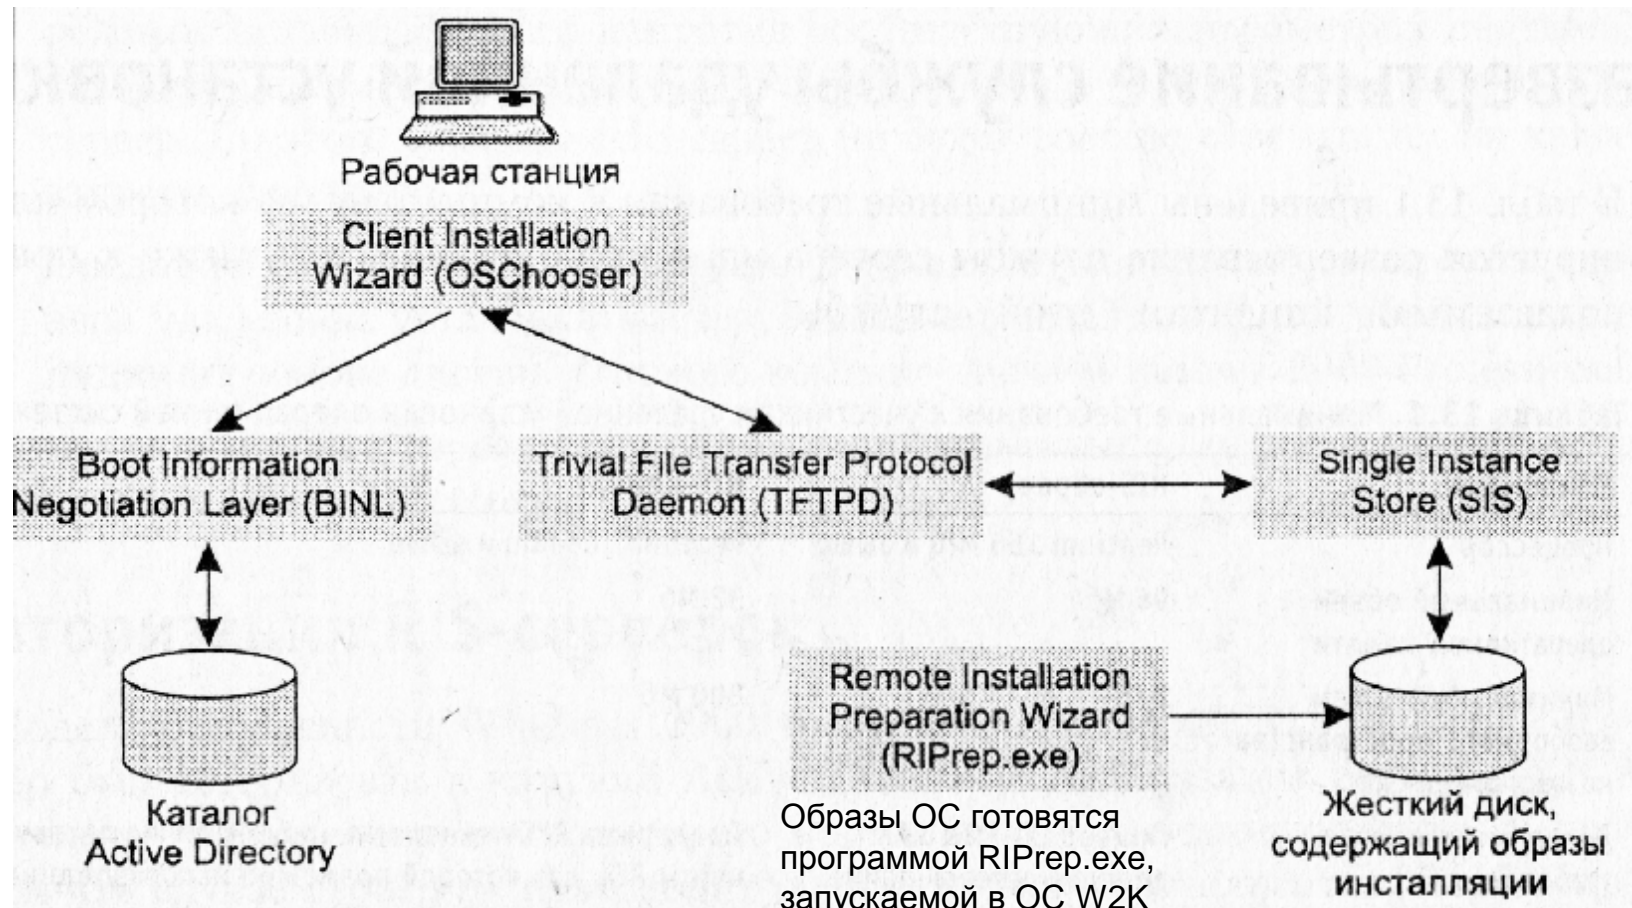 Рабочая станция
Client Installation
Wizard (OSChooser)
Boot Information
Negotiation Layer (BINL)
Trivial File Transfer Protocol
Daemon (TFTPD)
Single Instance
Store (SIS)
Каталог
Active Directory
Remote Installation
Preparation Wizard
(RIPrep.exe)
Образы ОС готовятся
программой RIPrep.exe,
запускаемой в ОС W2K
Жесткий диск,
содержащий образы
инсталляции